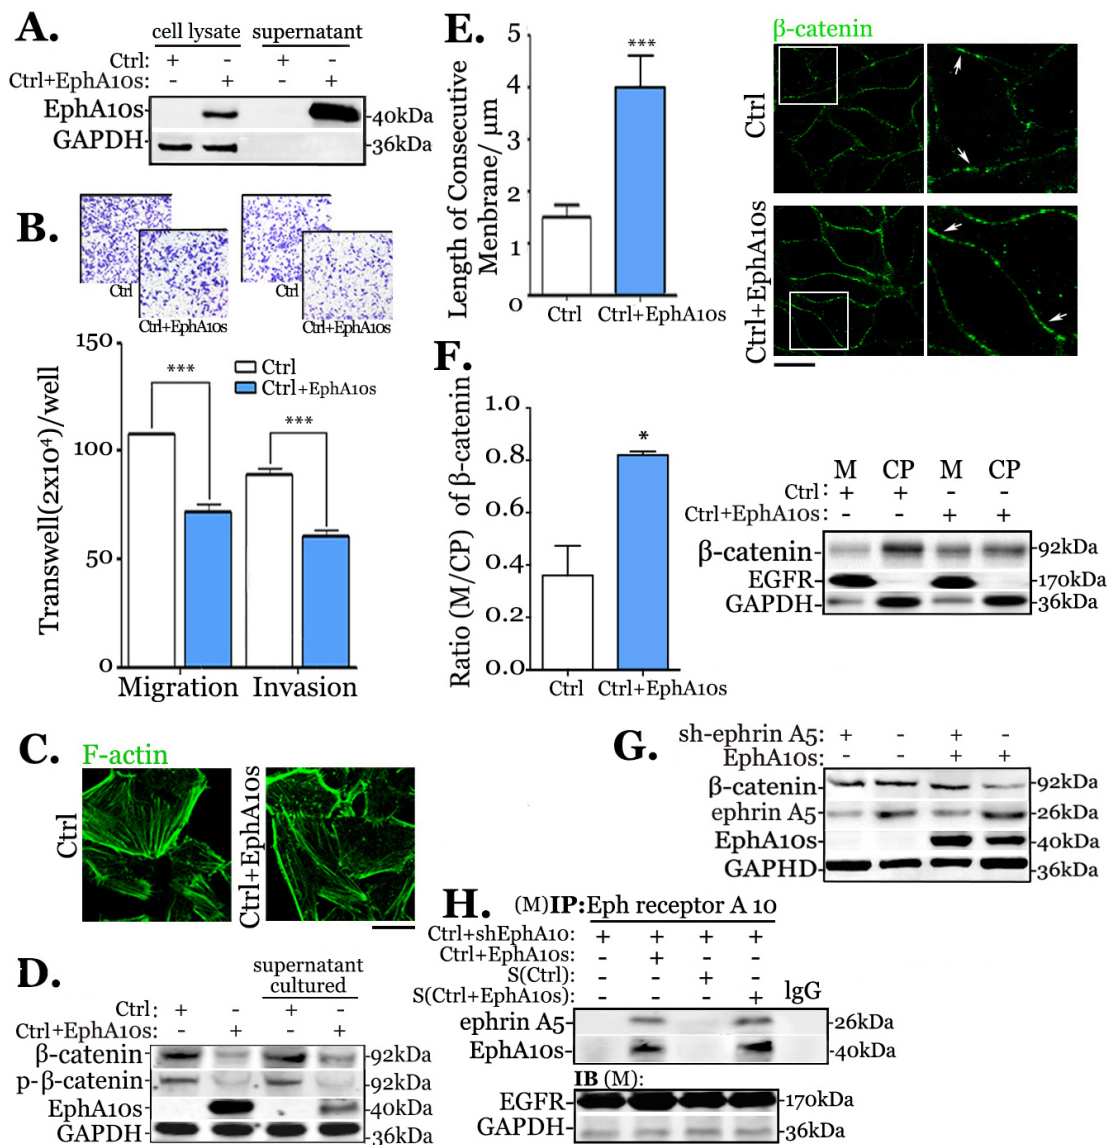 A.
cell lysate supernatant
Ctrl: + - + -
Ctrl+EphA10s: - + - +
EphA10s- -40kDa
GAPDH- -36kDa
B.
Ctrl
Ctrl+EphA10s
Ctrl
Ctrl+EphA10s
Transwell(2x10⁴)/well
150
100
50
0
***
***
Ctrl
Ctrl+EphA10s
Migration Invasion
C.
F-actin
Ctrl
Ctrl+EphA10s
D.
supernatant
cultured
Ctrl: + - + -
Ctrl+EphA10s: - + - +
β-catenin 92kDa
p-β-catenin 92kDa
EphA10s 40kDa
GAPDH 36kDa
E.
Length of Consecutive
Menbrane/ μm
5
4
3
2
1
0
***
Ctrl Ctrl+EphA10s
β-catenin
Ctrl
Ctrl+EphA10s
F.
Ratio (M/CP) of β-catenin
1.0
0.8
0.6
0.4
0.2
0.0
*
Ctrl Ctrl+EphA10s
M CP M CP
Ctrl: + + - -
Ctrl+EphA10s: - - + +
β-catenin- -92kDa
EGFR -170kDa
GAPDH- -36kDa
G.
sh-ephrin A5: + - + -
EphA10s: - - + +
β-catenin -92kDa
ephrin A5 -26kDa
EphA10s- -40kDa
GAPHD- -36kDa
H.
(M)IP:Eph receptor A 10
Ctrl+shEphA10: + + + +
Ctrl+EphA10s: - + - -
S(Ctrl): - - + -
S(Ctrl+EphA10s): - - - + lgG
ephrin A5- -26kDa
EphA10s- -40kDa
IB (M):
EGFR- -170kDa
GAPDH- -36kDa